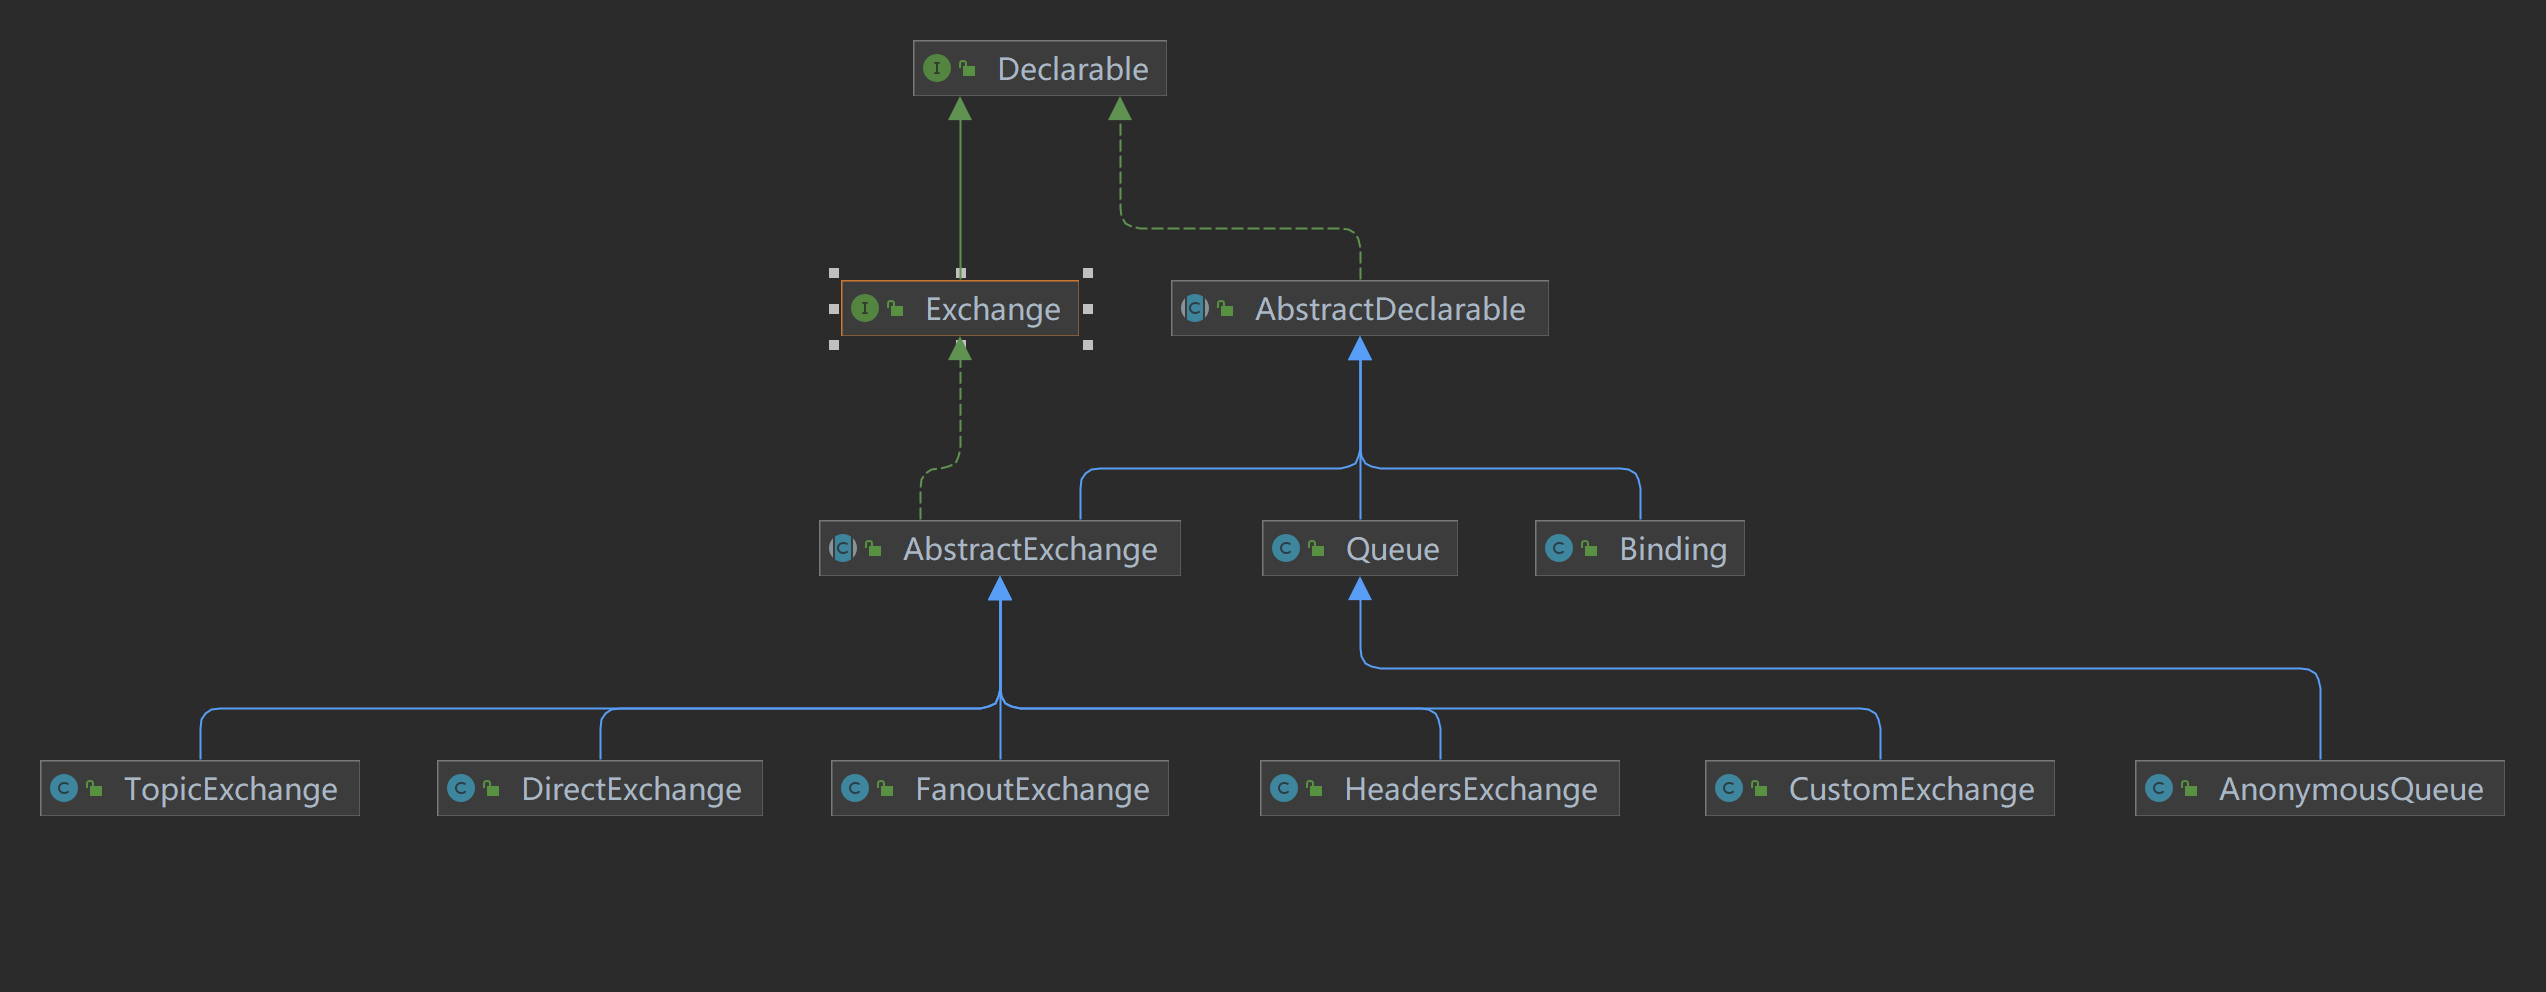 Declarable
Exchange
AbstractDeclarable
AbstractExchange
Queue
Binding
TopicExchange
DirectExchange
FanoutExchange
HeadersExchange
CustomExchange
AnonymousQueue